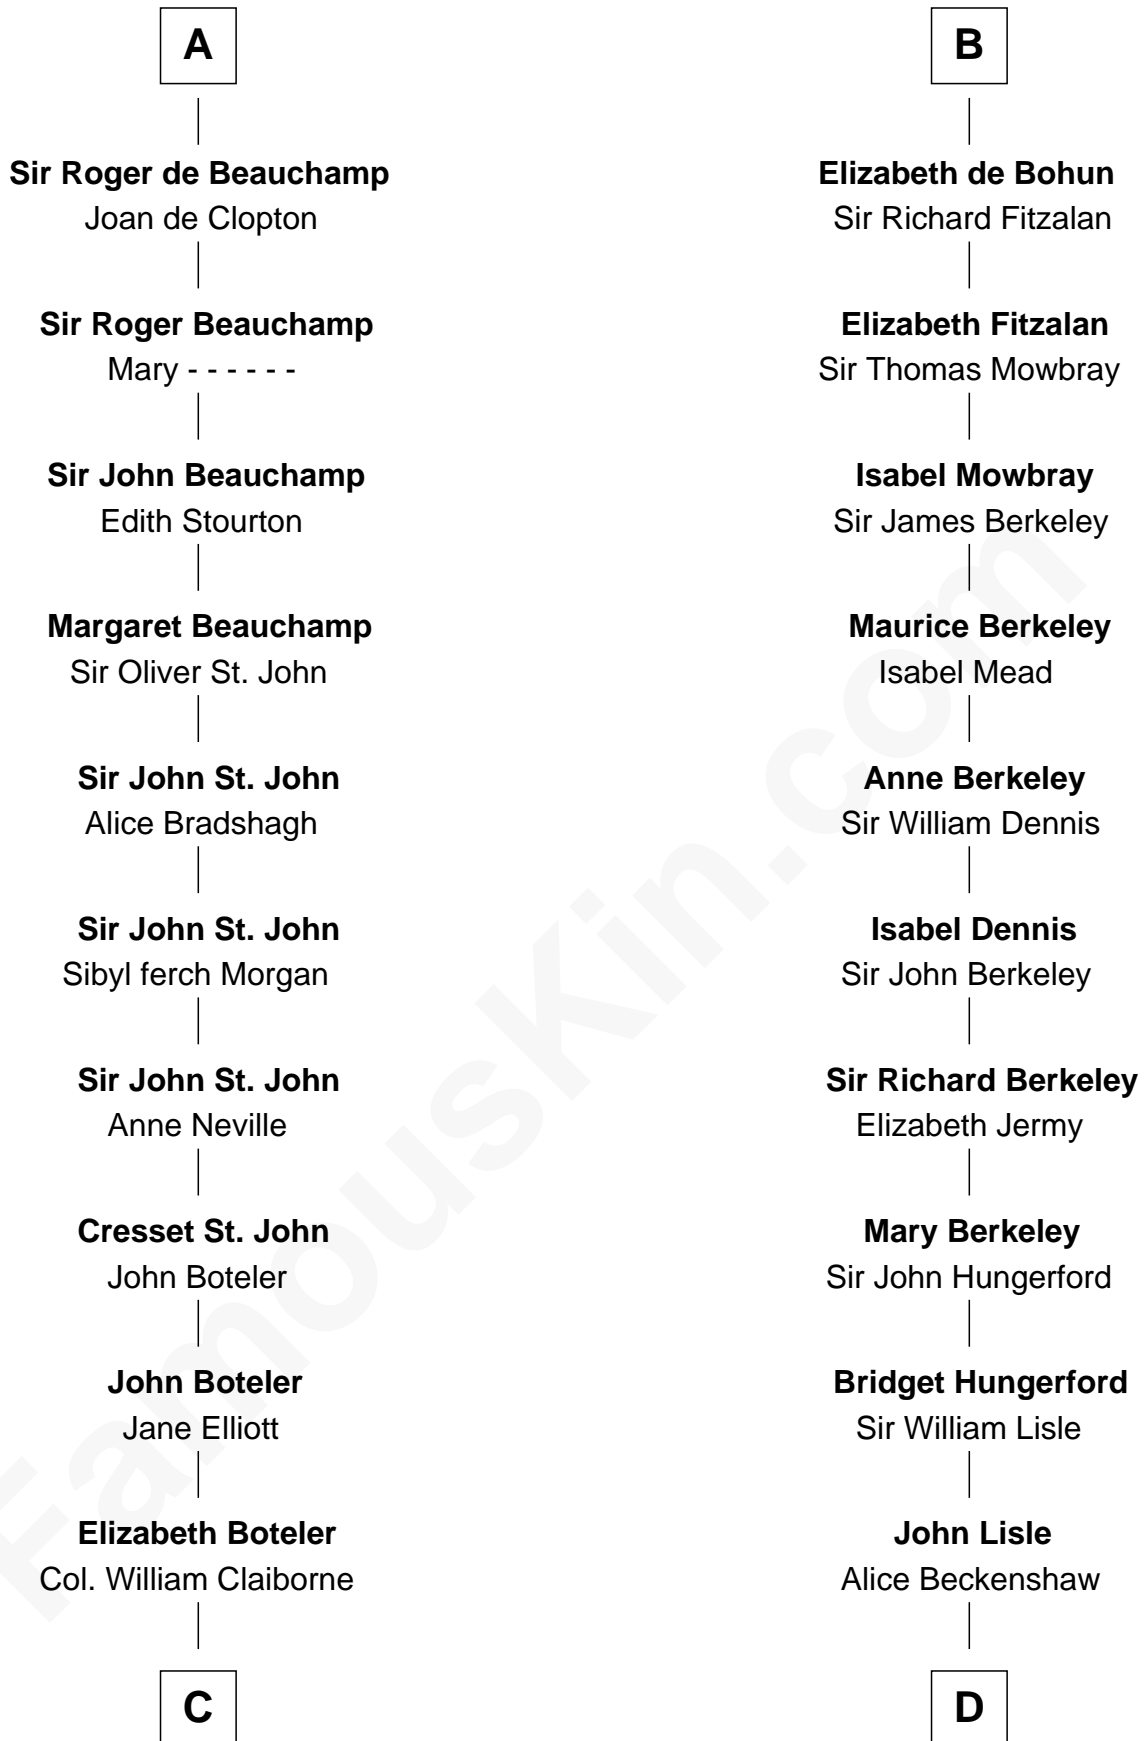 A
Sir Roger de Beauchamp
Joan de Clopton
Sir Roger Beauchamp
Mary - - - - - -
Sir John Beauchamp
Edith Stourton
Margaret Beauchamp
Sir Oliver St. John
Sir John St. John
Alice Bradshagh
Sir John St. John
Sibyl ferch Morgan
Sir John St. John
Anne Neville
Cresset St. John
John Boteler
John Boteler
Jane Elliott
Elizabeth Boteler
Col. William Claiborne
C
B
Elizabeth de Bohun
Sir Richard Fitzalan
Elizabeth Fitzalan
Sir Thomas Mowbray
Isabel Mowbray
Sir James Berkeley
Maurice Berkeley
Isabel Mead
Anne Berkeley
Sir William Dennis
Isabel Dennis
Sir John Berkeley
Sir Richard Berkeley
Elizabeth Jermy
Mary Berkeley
Sir John Hungerford
Bridget Hungerford
Sir William Lisle
John Lisle
Alice Beckenshaw
D
FamousKin.com